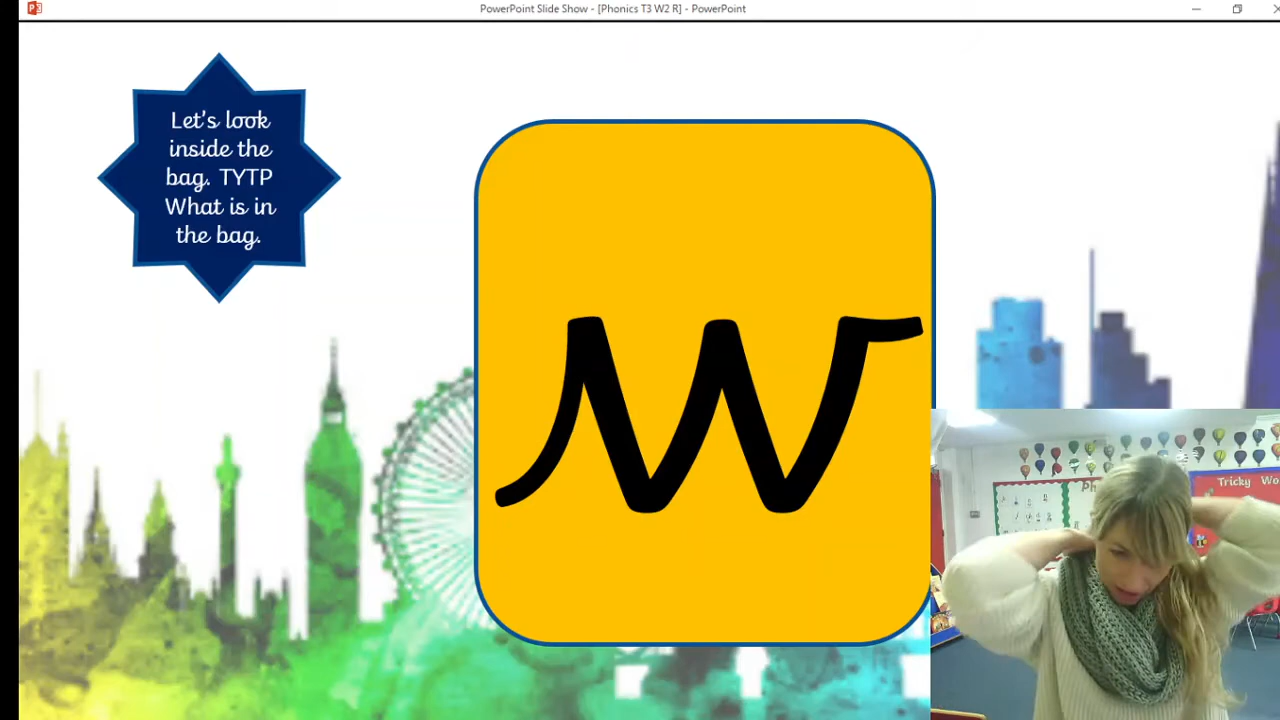 PowerPoint Slide Show - [Phonics T3 W2 R] - PowerPoint
Let's look
inside the
bag. TYTP
What is in
the bag.
w
Ph
Tricky Wo